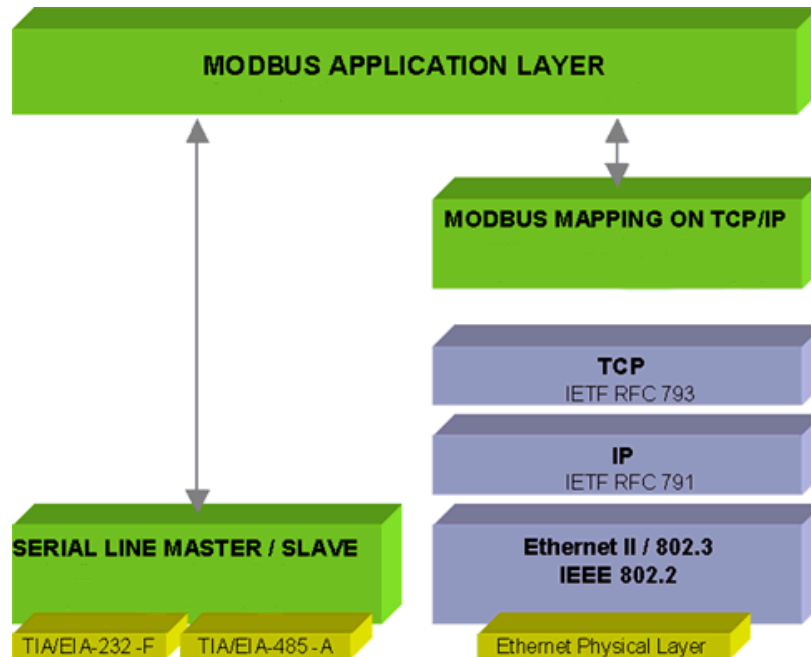 MODBUS APPLICATION LAYER
MODBUS MAPPING ON TCP/IP
TCP
IETF RFC 793
IP
IETF RFC 791
SERIAL LINE MASTER / SLAVE
Ethernet II / 802.3
IEEE 802.2
TIA/EIA-232-F
TIA/EIA-485-A
Ethernet Physical Layer